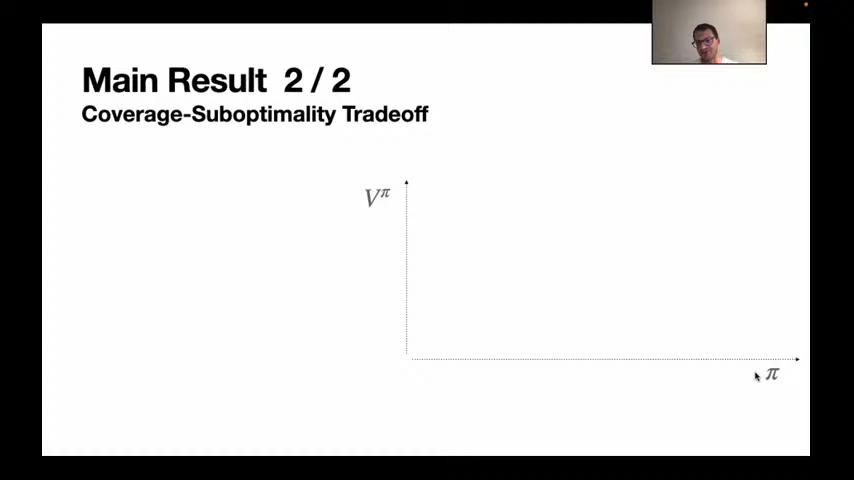 Main Result 2 / 2
Coverage-Suboptimality Tradeoff
V^π
π